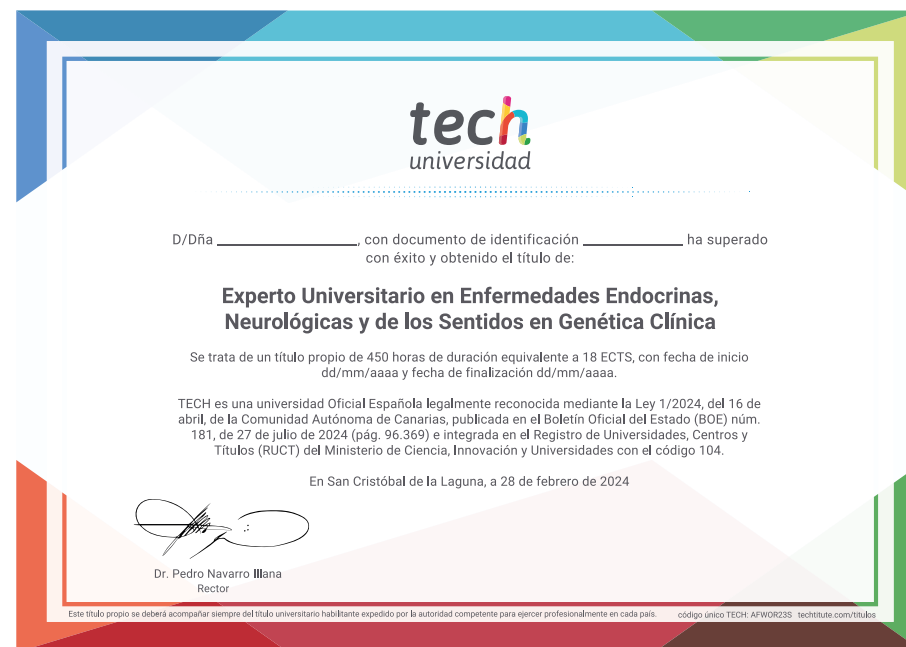 tech
universidad
D/Dña ____________________, con documento de identificación ______________ ha superado
con éxito y obtenido el título de:
Experto Universitario en Enfermedades Endocrinas,
Neurológicas y de los Sentidos en Genética Clínica
Se trata de un título propio de 450 horas de duración equivalente a 18 ECTS, con fecha de inicio
dd/mm/aaaa y fecha de finalización dd/mm/aaaa.
TECH es una universidad Oficial Española legalmente reconocida mediante la Ley 1/2024, del 16 de
abril, de la Comunidad Autónoma de Canarias, publicada en el Boletín Oficial del Estado (BOE) núm.
181, de 27 de julio de 2024 (pág. 96.369) e integrada en el Registro de Universidades, Centros y
Títulos (RUCT) del Ministerio de Ciencia, Innovación y Universidades con el código 104.
En San Cristóbal de la Laguna, a 28 de febrero de 2024
Dr. Pedro Navarro Illana
Rector
Este título propio se deberá acompañar siempre del título universitario habilitante expedido por la autoridad competente para ejercer profesionalmente en cada país. código único TECH: AFWOR23S techtitute.com/titulos